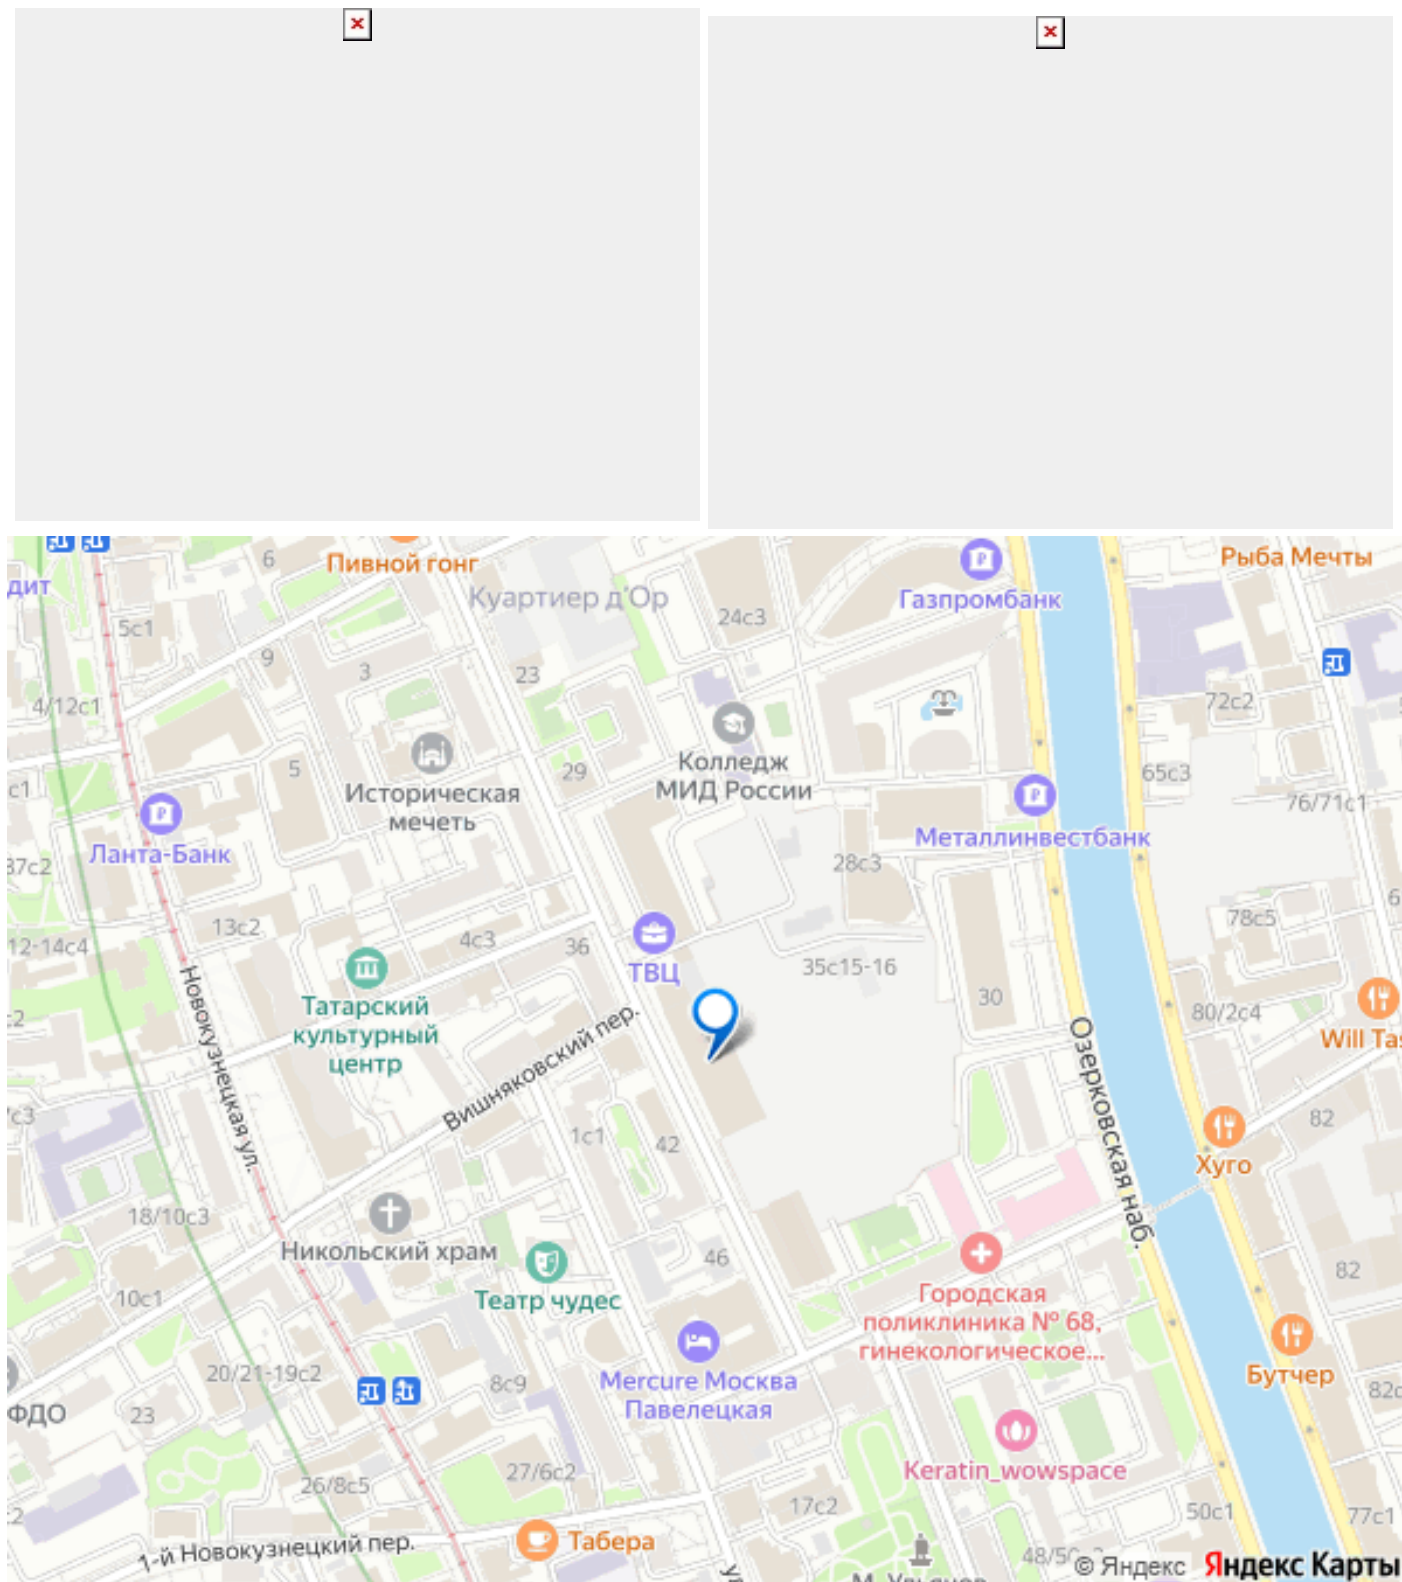 Пивной гонг
6
Рыба Мечты
дит
Куартиер д'Ор
Газпромбанк
24с3
5с1
9
3
23
4/12с1
72с2
Колледж
МИД России
5
29
65с3
с1
Историческая
мечеть
76/71с1
Ланта-Банк
Металлинвестбанк
37с2
28с3
6
13с2
4с3
36
78с5
12-14с4
ТВЦ
35с15-16
30
Новокузнецкая ул.
Татарский
культурный
центр
80/2с4
Will Tas
Вишняковский пер.
Озерковская наб.
1с1
42
82
Хуго
18/10с3
Никольский храм
46
Театр чудес
82
10с1
Городская
поликлиника № 68,
гинекологическое...
20/21-19с2
8с9
Mercure Москва
Павелецкая
Бутчер
82с
ФДО
23
Keratin_wowspace
26/8с5
27/6с2
17с2
50с1
77с1
1-й Новокузнецкий пер.
Табера
© Яндекс Яндекс Карты